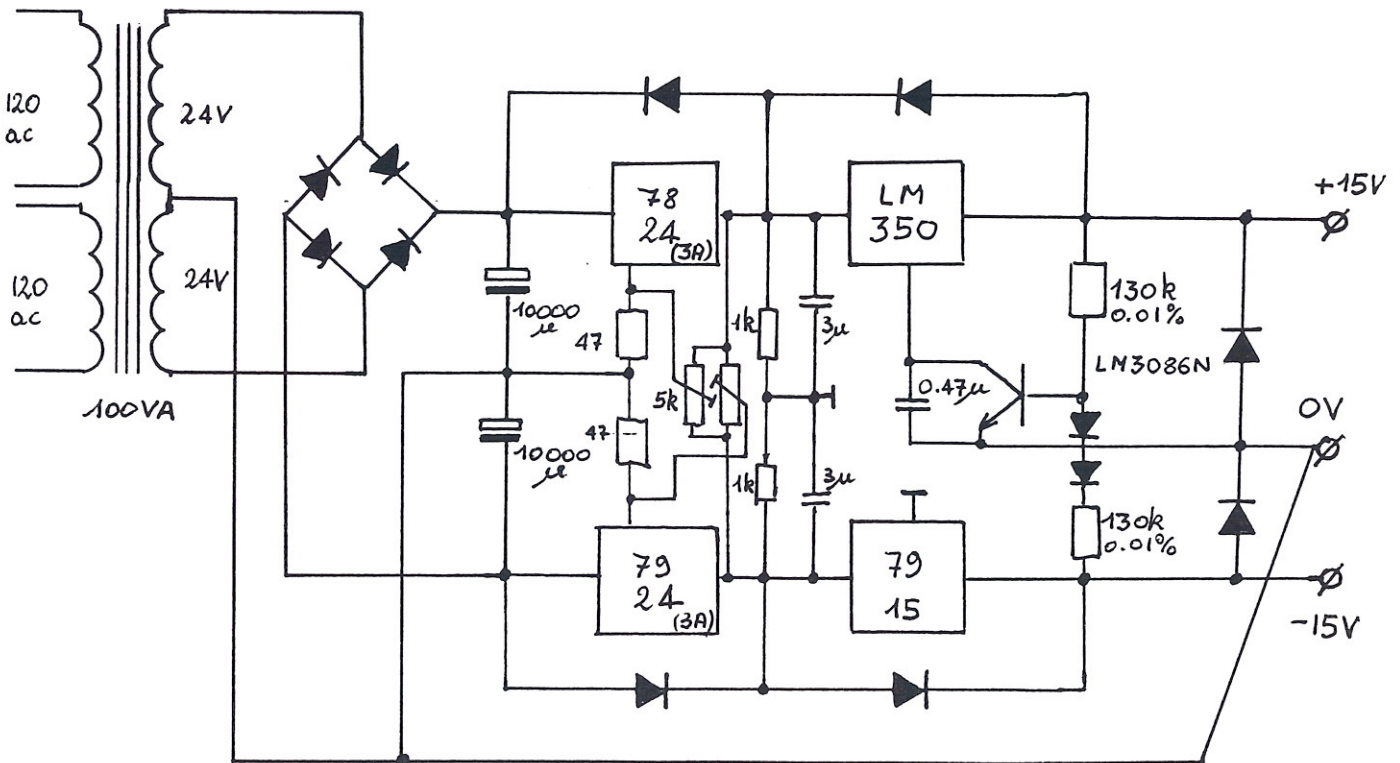 120
ac
24V
120
ac
24V
100VA
10000
µ
10000
µ
78
24
(3A)
47
47
5k
79
24
(3A)
1k
3µ
1k
3µ
LM
350
0.47µ
130k
0.01%
LM3086N
79
15
130k
0.01%
+15V
0V
-15V